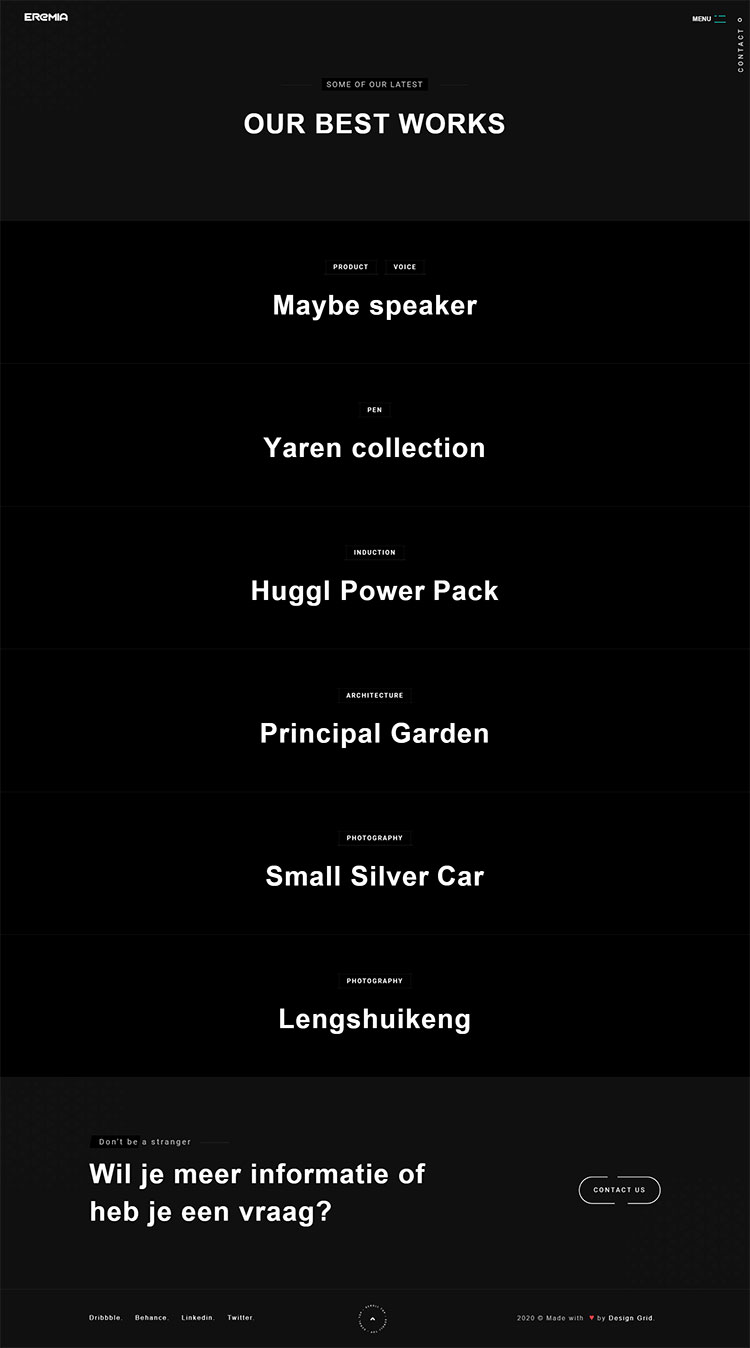 EREMIA
MENU
CONTACT
SOME OF OUR LATEST
OUR BEST WORKS
PRODUCT VOICE
Maybe speaker
PEN
Yaren collection
INDUCTION
Huggl Power Pack
ARCHITECTURE
Principal Garden
PHOTOGRAPHY
Small Silver Car
PHOTOGRAPHY
Lengshuikeng
Don't be a stranger
Wil je meer informatie of
heb je een vraag?
CONTACT US
Dribbble. Behance. Linkedin. Twitter.
2020 © Made with ♥ by Design Grid.